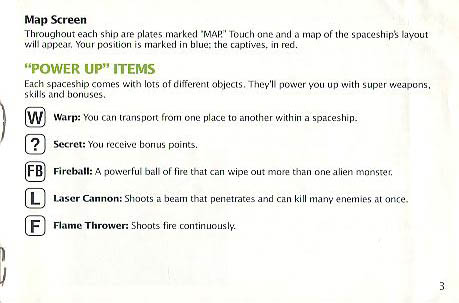 Map Screen
Throughout each ship are plates marked "MAP." Touch one and a map of the spaceship's layout
will appear. Your position is marked in blue; the captives, in red.
"POWER UP" ITEMS
Each spaceship comes with lots of different objects. They'll power you up with super weapons,
skills and bonuses.
W Warp: You can transport from one place to another within a spaceship.
? Secret: You receive bonus points.
FB Fireball: A powerful ball of fire that can wipe out more than one alien monster.
L Laser Cannon: Shoots a beam that penetrates and can kill many enemies at once.
F Flame Thrower: Shoots fire continuously.
3